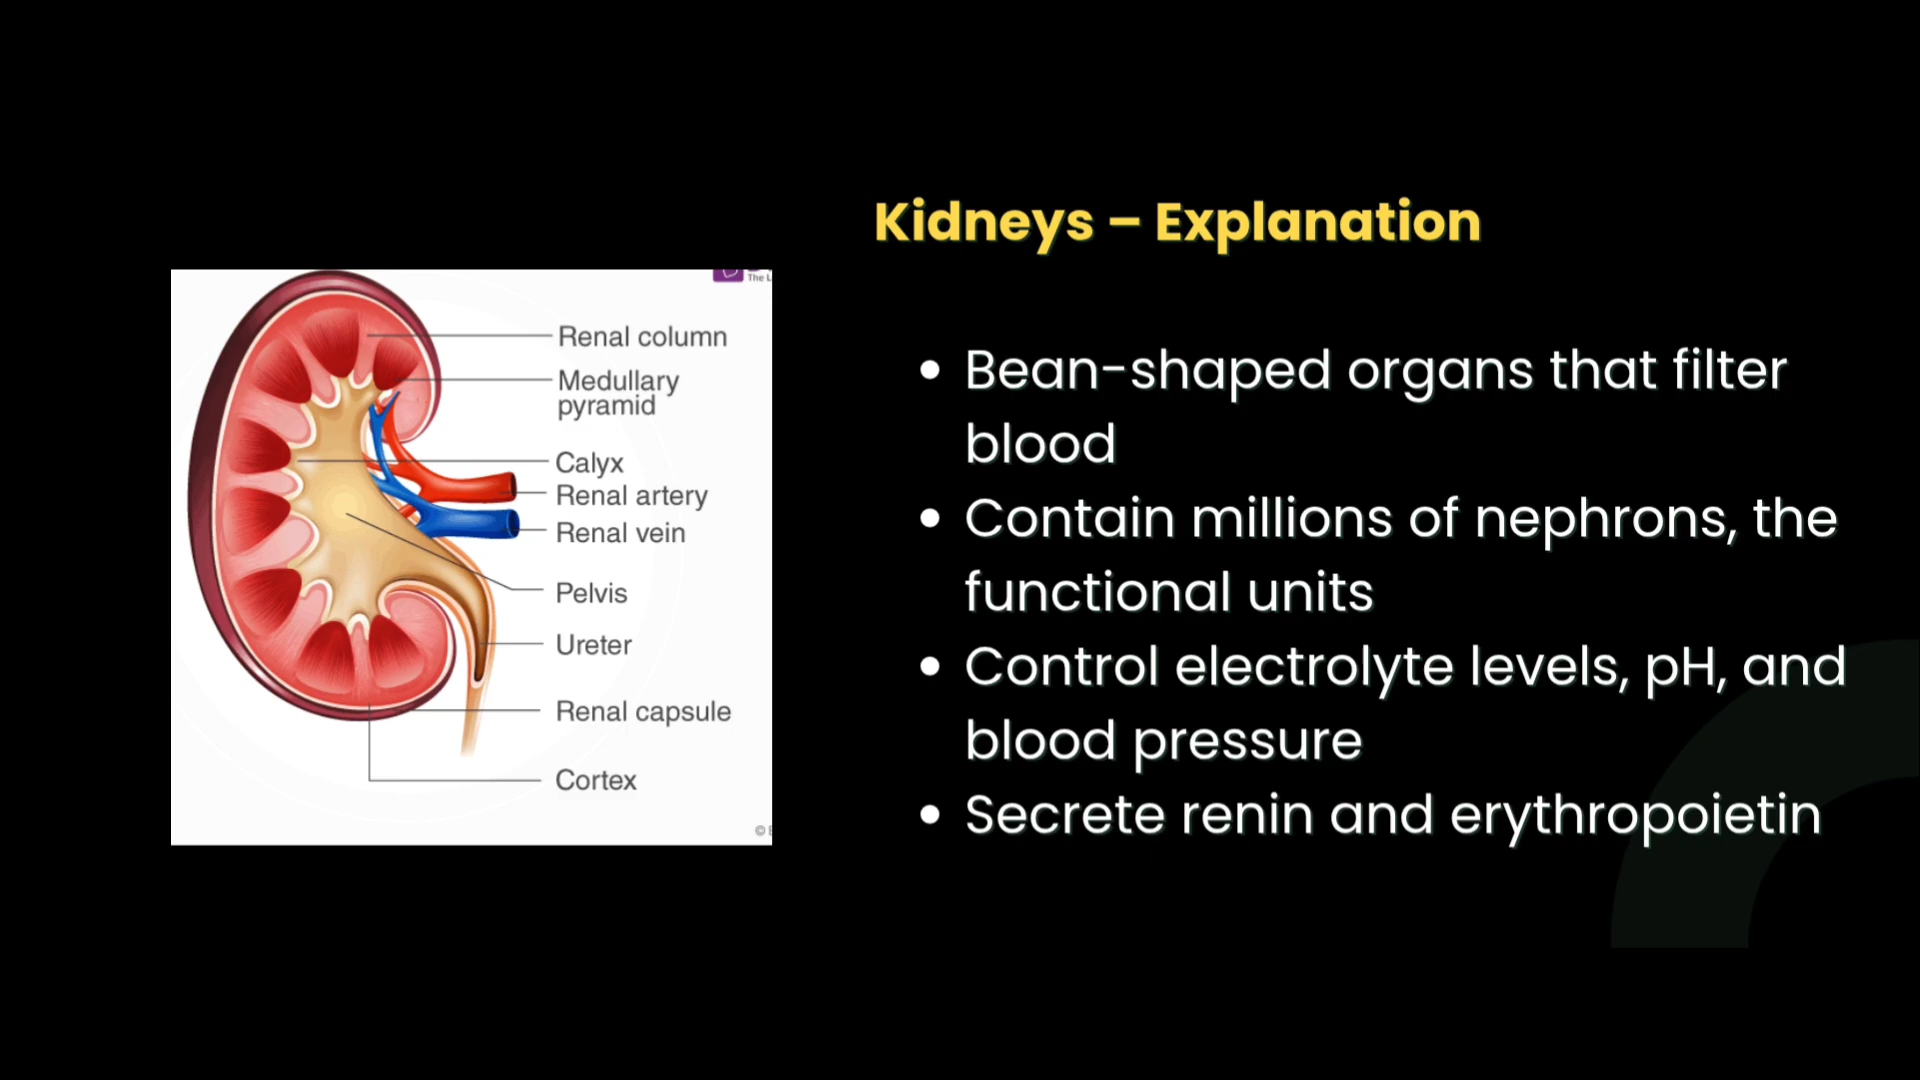 Kidneys – Explanation
The L
Renal column
Medullary
pyramid
Calyx
Renal artery
Renal vein
Pelvis
Ureter
Renal capsule
Cortex
©
• Bean-shaped organs that filter
blood
• Contain millions of nephrons, the
functional units
• Control electrolyte levels, pH, and
blood pressure
• Secrete renin and erythropoietin